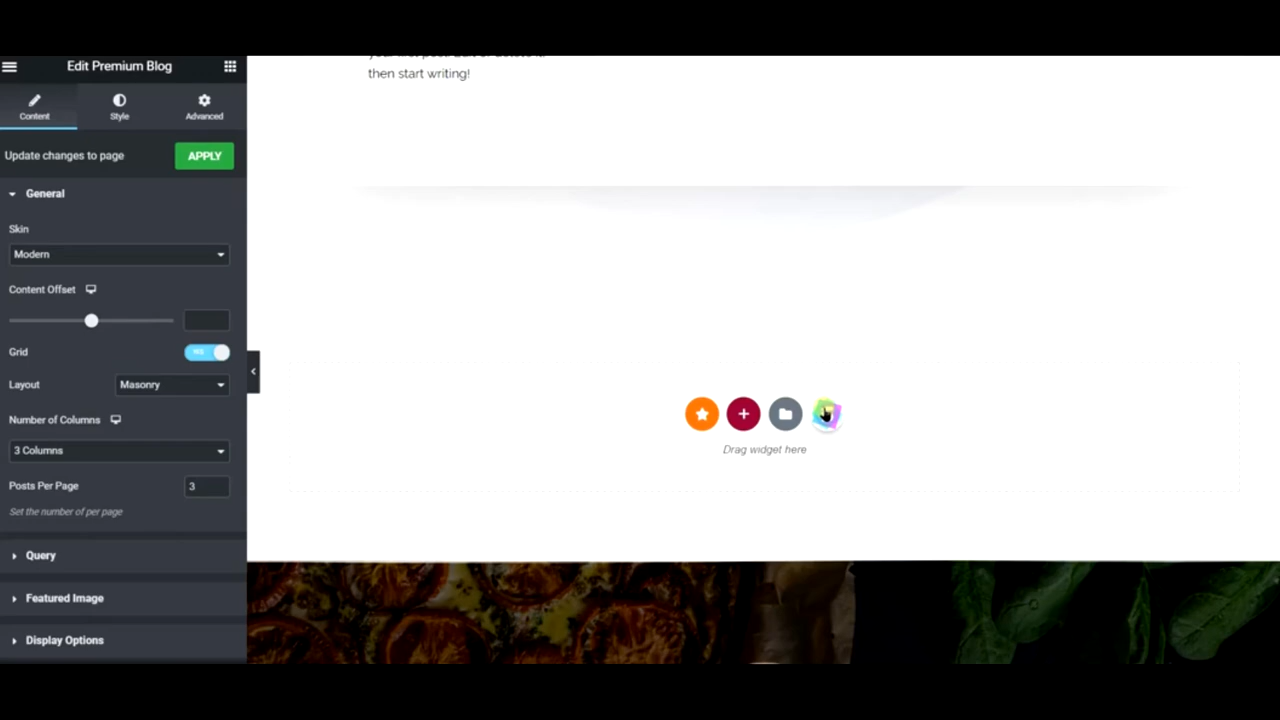 Edit Premium Blog
then start writing!
Content
Style
Advanced
Update changes to page
APPLY
General
Skin
Modern
Content Offset
Grid
Layout
Masonry
Number of Columns
3 Columns
Posts Per Page
3
Set the number of per page
Drag widget here
Query
Featured Image
Display Options